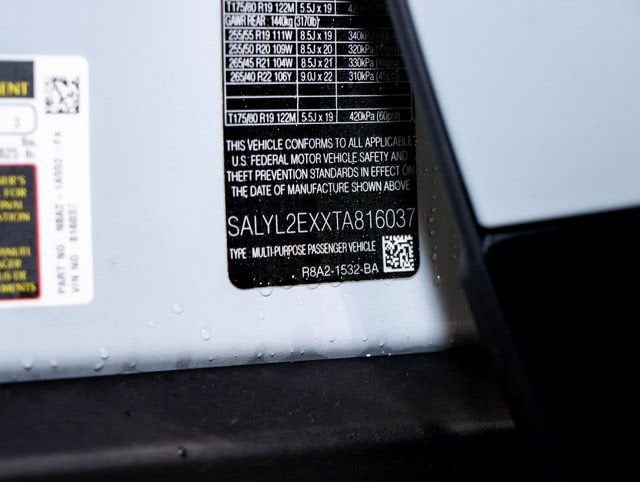 T175/80 R19 122M 5.5J x 19
GAWR REAR: 1440kg (3170lb)
255/55 R19 111W 8.5J x 19 340kPa
255/50 R20 109W 8.5J x 20 320kPa
265/45 R21 104W 8.5J x 21 330kPa
265/40 R22 106Y 9.0J x 22 310kPa
T175/80 R19 122M 5.5J x 19 420kPa (60psi)
THIS VEHICLE CONFORMS TO ALL APPLICABLE
U.S. FEDERAL MOTOR VEHICLE SAFETY AND
THEFT PREVENTION STANDARDS IN EFFECT ON
THE DATE OF MANUFACTURE SHOWN ABOVE
SALYL2EXXTA816037
TYPE : MULTI-PURPOSE PASSENGER VEHICLE
R8A2-1532-BA
PART NO N8A2 - 1A552 - FA
VIN NO 816037